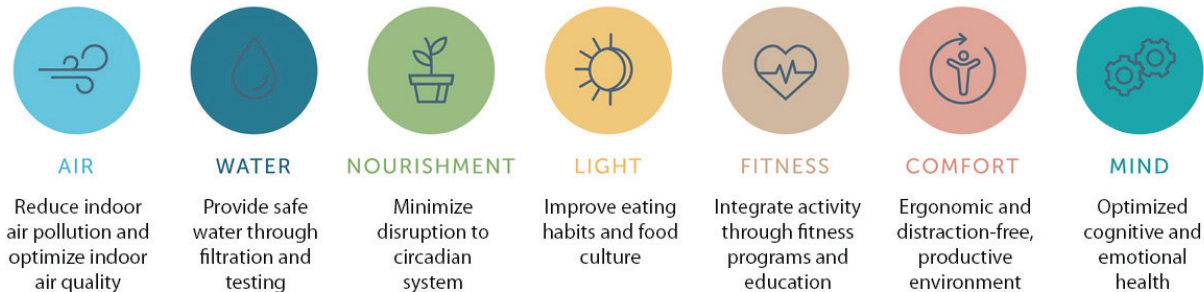 AIR
Reduce indoor
air pollution and
optimize indoor
air quality
WATER
Provide safe
water through
filtration and
testing
NOURISHMENT
Minimize
disruption to
circadian
system
LIGHT
Improve eating
habits and food
culture
FITNESS
Integrate activity
through fitness
programs and
education
COMFORT
Ergonomic and
distraction-free,
productive
environment
MIND
Optimized
cognitive and
emotional
health